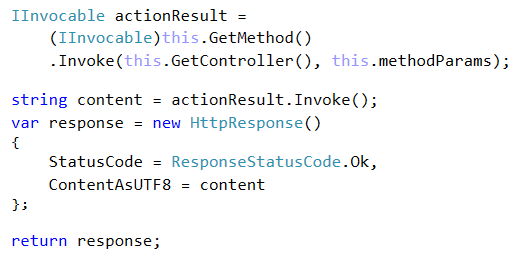 IInvocable actionResult =
    (IInvocable)this.GetMethod()
    .Invoke(this.GetController(), this.methodParams);

string content = actionResult.Invoke();
var response = new HttpResponse()
{
    StatusCode = ResponseStatusCode.Ok,
    ContentAsUTF8 = content
};

return response;